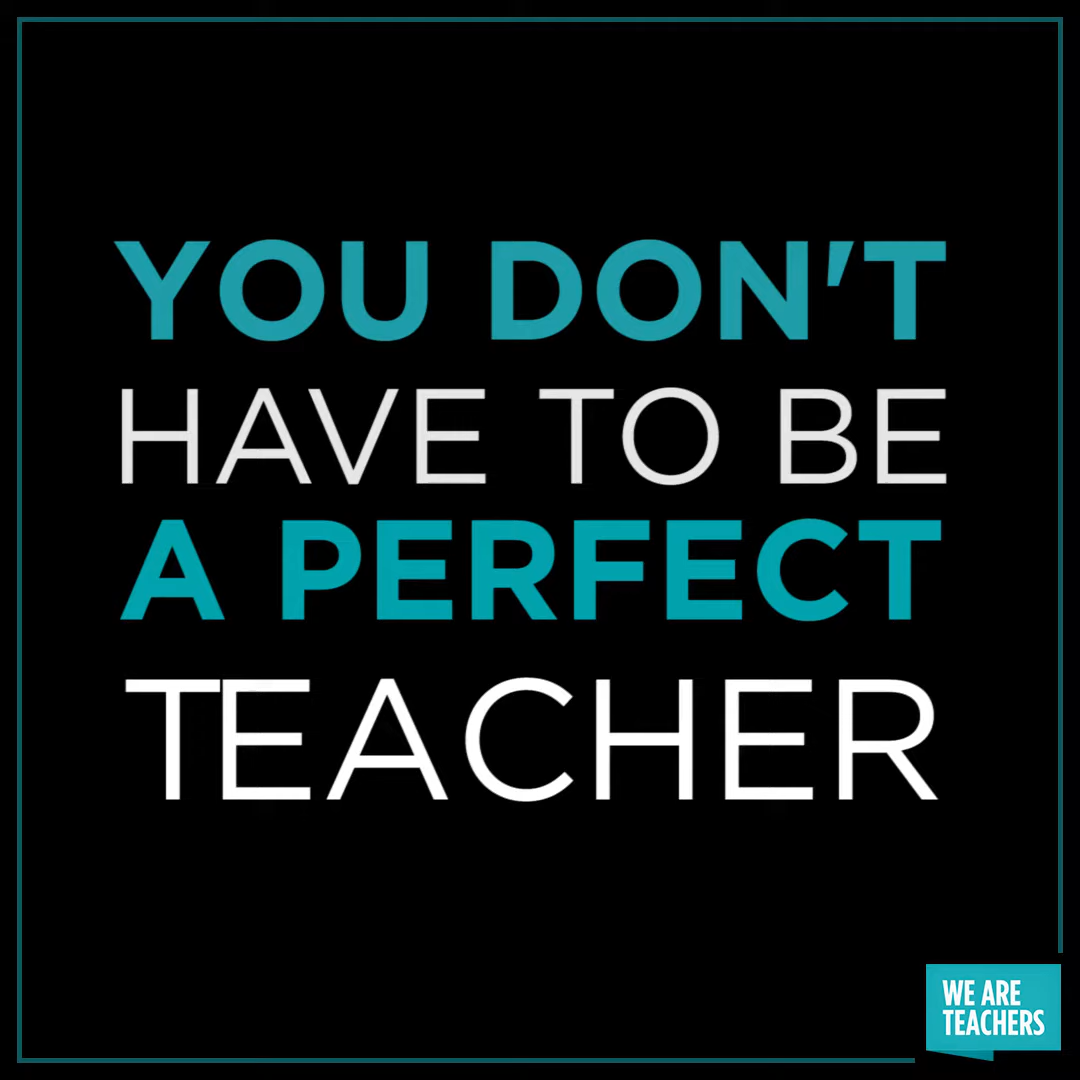 YOU DON'T
HAVE TO BE
A PERFECT
TEACHER
WE ARE
TEACHERS